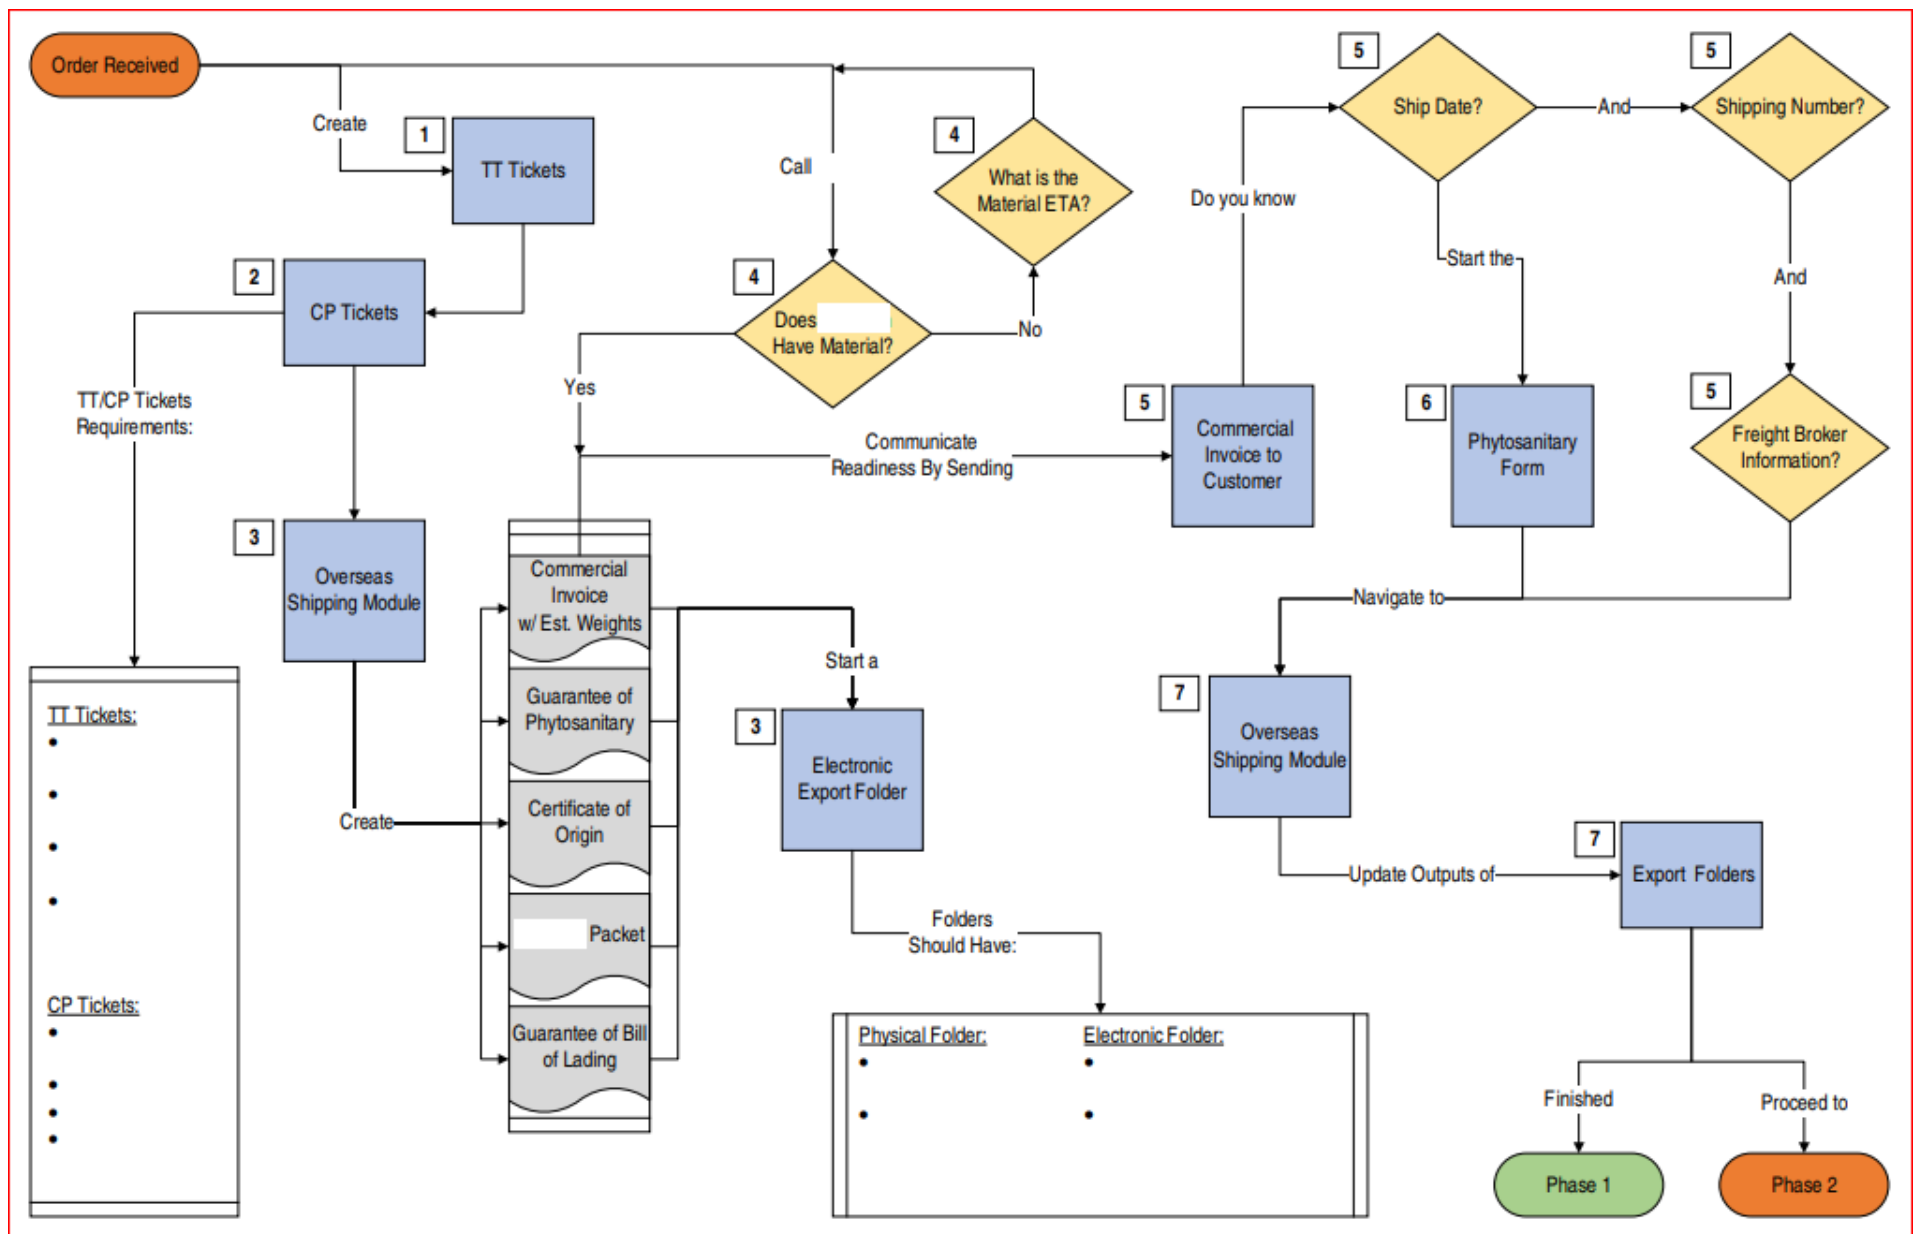 Order Received
Create
1
TT Tickets
2
CP Tickets
TT/CP Tickets
Requirements:
3
Overseas
Shipping Module
Create
TT Tickets:
CP Tickets:
Call
4
What is the
Material ETA?
4
Does
Have Material?
No
Yes
Communicate
Readiness By Sending
Commercial
Invoice
w/ Est. Weights
Guarantee of
Phytosanitary
Certificate of
Origin
Packet
Guarantee of Bill
of Lading
Start a
3
Electronic
Export Folder
Folders
Should Have:
Physical Folder:
Electronic Folder:
5
Commercial
Invoice to
Customer
Do you know
5
Ship Date?
And
5
Shipping Number?
And
5
Freight Broker
Information?
Start the
6
Phytosanitary
Form
Navigate to
7
Overseas
Shipping Module
Update Outputs of
7
Export Folders
Finished
Proceed to
Phase 1
Phase 2